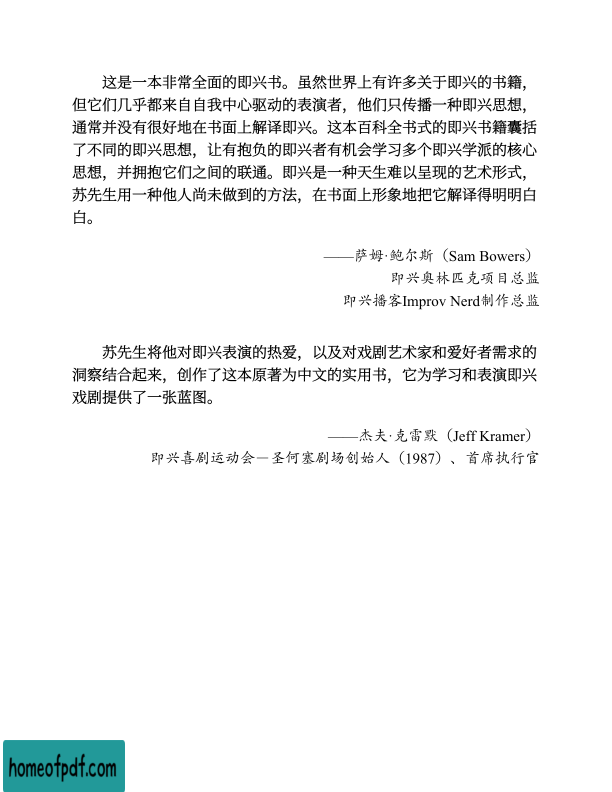 这是一本非常全面的即兴书。虽然世界上有许多关于即兴的书籍，
但它们几乎都来自自我中心驱动的表演者，他们只传播一种即兴思想，
通常并没有很好地在书面上解译即兴。这本百科全书式的即兴书籍囊括
了不同的即兴思想，让有抱负的即兴者有机会学习多个即兴学派的核心
思想，并拥抱它们之间的联通。即兴是一种天生难以呈现的艺术形式，
苏先生用一种他人尚未做到的方法，在书面上形象地把它解译得明明白
白。
——萨姆·鲍尔斯（Sam Bowers）
即兴奥林匹克项目总监
即兴播客Improv Nerd制作总监
苏先生将他对即兴表演的热爱，以及对戏剧艺术家和爱好者需求的
洞察结合起来，创作了这本原著为中文的实用书，它为学习和表演即兴
戏剧提供了一张蓝图。
——杰夫·克雷默（Jeff Kramer）
即兴喜剧运动会－圣何塞剧场创始人（1987）、首席执行官
homeofpdf.com